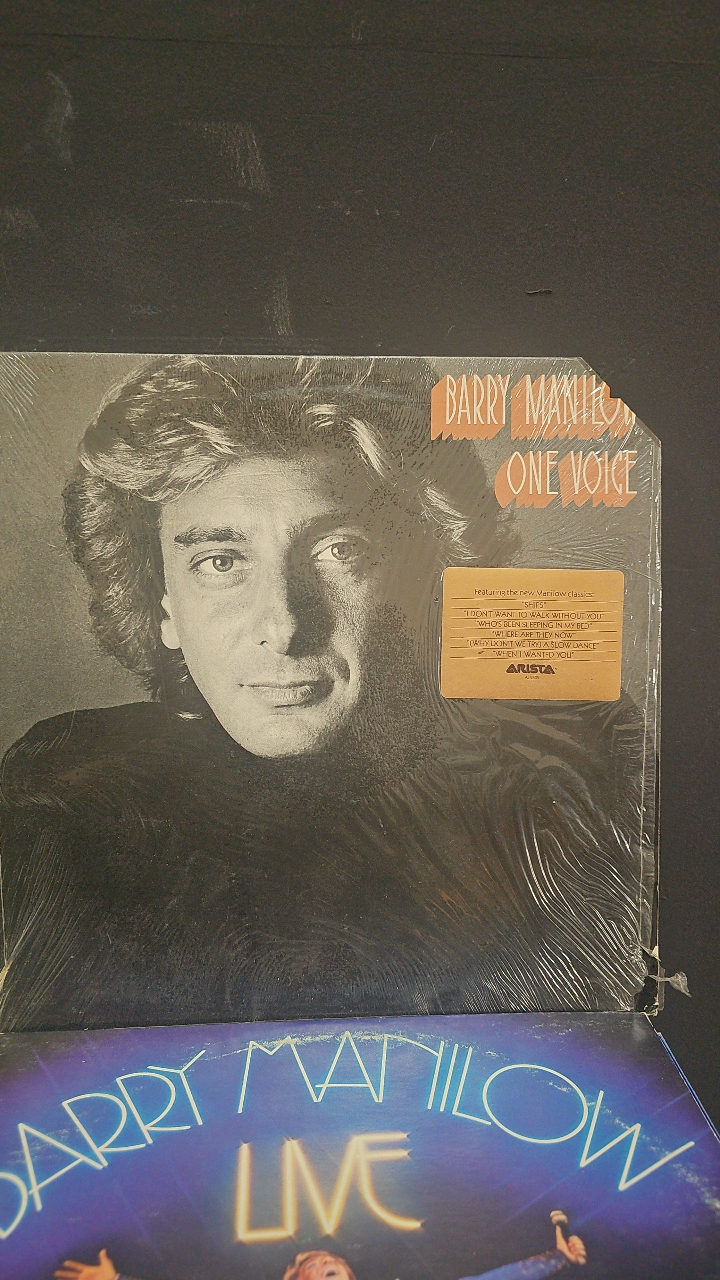 BARRY MANILOW
ONE VOICE
Featuring the new Manilow classics:
"SHIPS"
"I DON'T WANT TO WALK WITHOUT YOU"
"WHO'S BEEN SLEEPING IN MY BED"
"WHERE ARE THEY NOW"
"(WHY DON'T WE TRY) A SLOW DANCE"
"WHEN I WANTED YOU"
ARISTA
BARRY MANILOW
LIVE